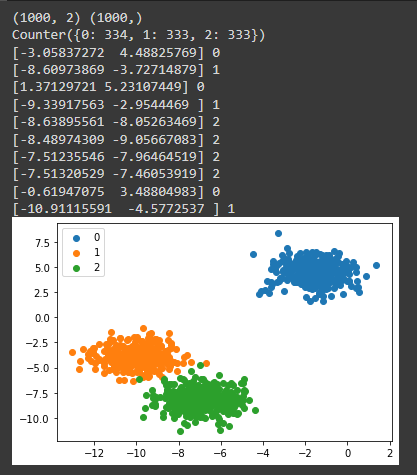 (1000, 2) (1000,)
Counter({0: 334, 1: 333, 2: 333})
[-3.05837272  4.48825769] 0
[-8.60973869 -3.72714879] 1
[1.37129721 5.23107449] 0
[-9.33917563 -2.9544469 ] 1
[-8.63895561 -8.05263469] 2
[-8.48974309 -9.05667083] 2
[-7.51235546 -7.96464519] 2
[-7.51320529 -7.46053919] 2
[-0.61947075  3.48804983] 0
[-10.91115591  -4.5772537 ] 1
0
1
2
7.5
5.0
2.5
0.0
−2.5
−5.0
−7.5
−10.0
−12 −10 −8 −6 −4 −2 0 2